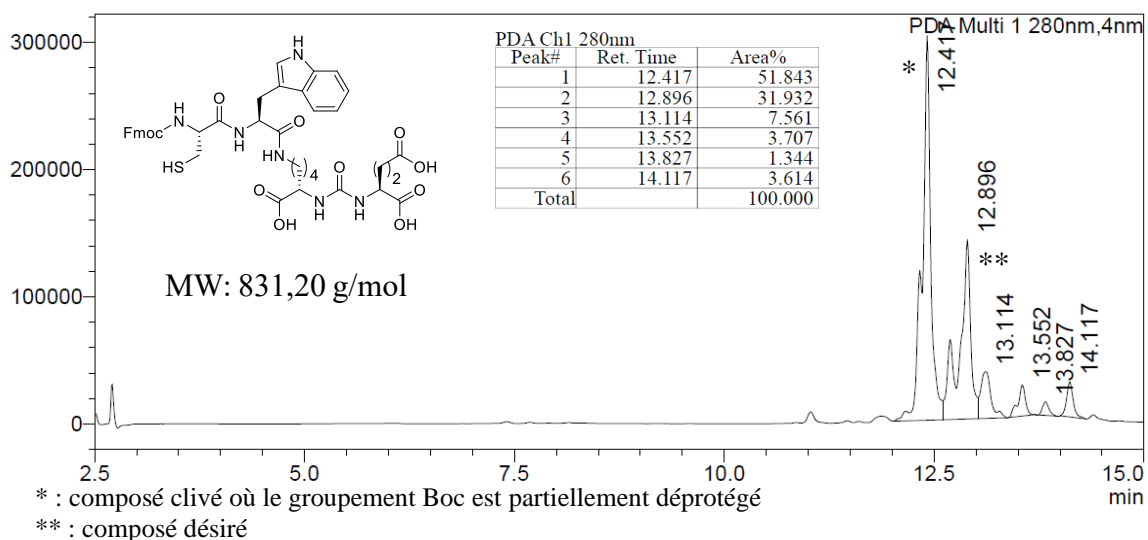 PDA Multi 1 280nm,4nm
300000
200000
100000
0
PDA Ch1 280nm
Peak# Ret. Time Area%
1 12.417 51.843
2 12.896 31.932
3 13.114 7.561
4 13.552 3.707
5 13.827 1.344
6 14.117 3.614
Total 100.000
H
N
Fmoc
H
N
O
N
H
O
HS
HN
4
O
OH
N
H
O
N
H
2
O
OH
O
OH
MW: 831,20 g/mol
*
12.417
12.896
**
13.114
13.552
13.827
14.117
2.5 5.0 7.5 10.0 12.5 15.0
min
* : composé clivé où le groupement Boc est partiellement déprotégé
** : composé désiré